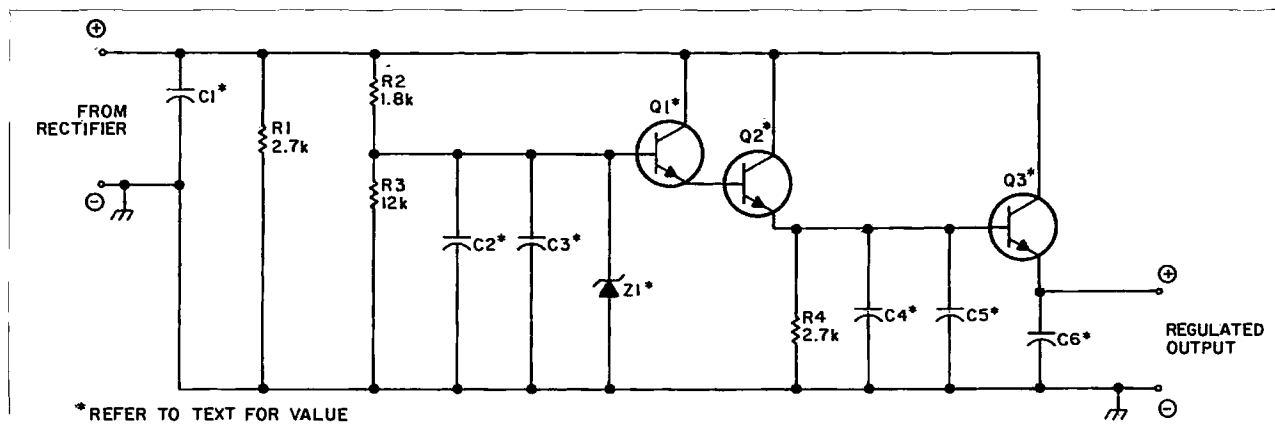 ⊕
FROM
RECTIFIER
⊖
C1*
R1
2.7k
R2
1.8k
R3
12k
C2*
C3*
Z1*
Q1*
Q2*
Q3*
R4
2.7k
C4*
C5*
C6*
⊕
REGULATED
OUTPUT
⊖
*REFER TO TEXT FOR VALUE